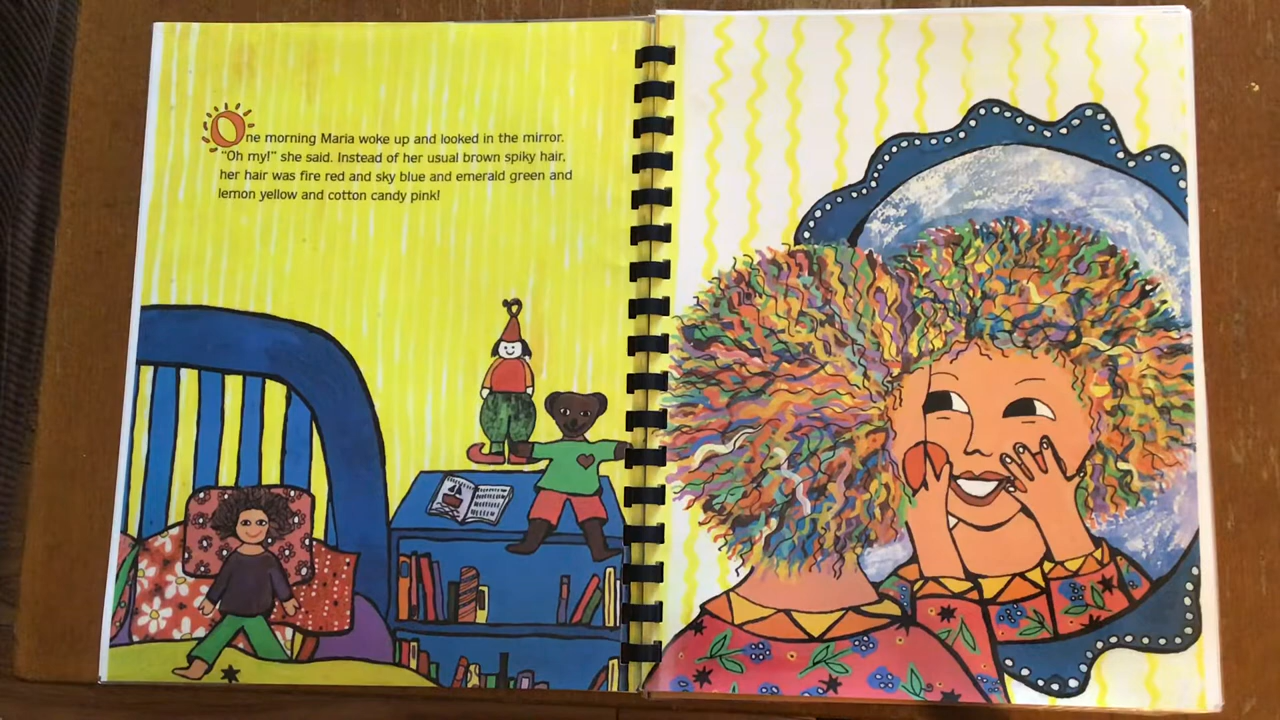 One morning Maria woke up and looked in the mirror.
"Oh my!" she said. Instead of her usual brown spiky hair,
her hair was fire red and sky blue and emerald green and
lemon yellow and cotton candy pink!